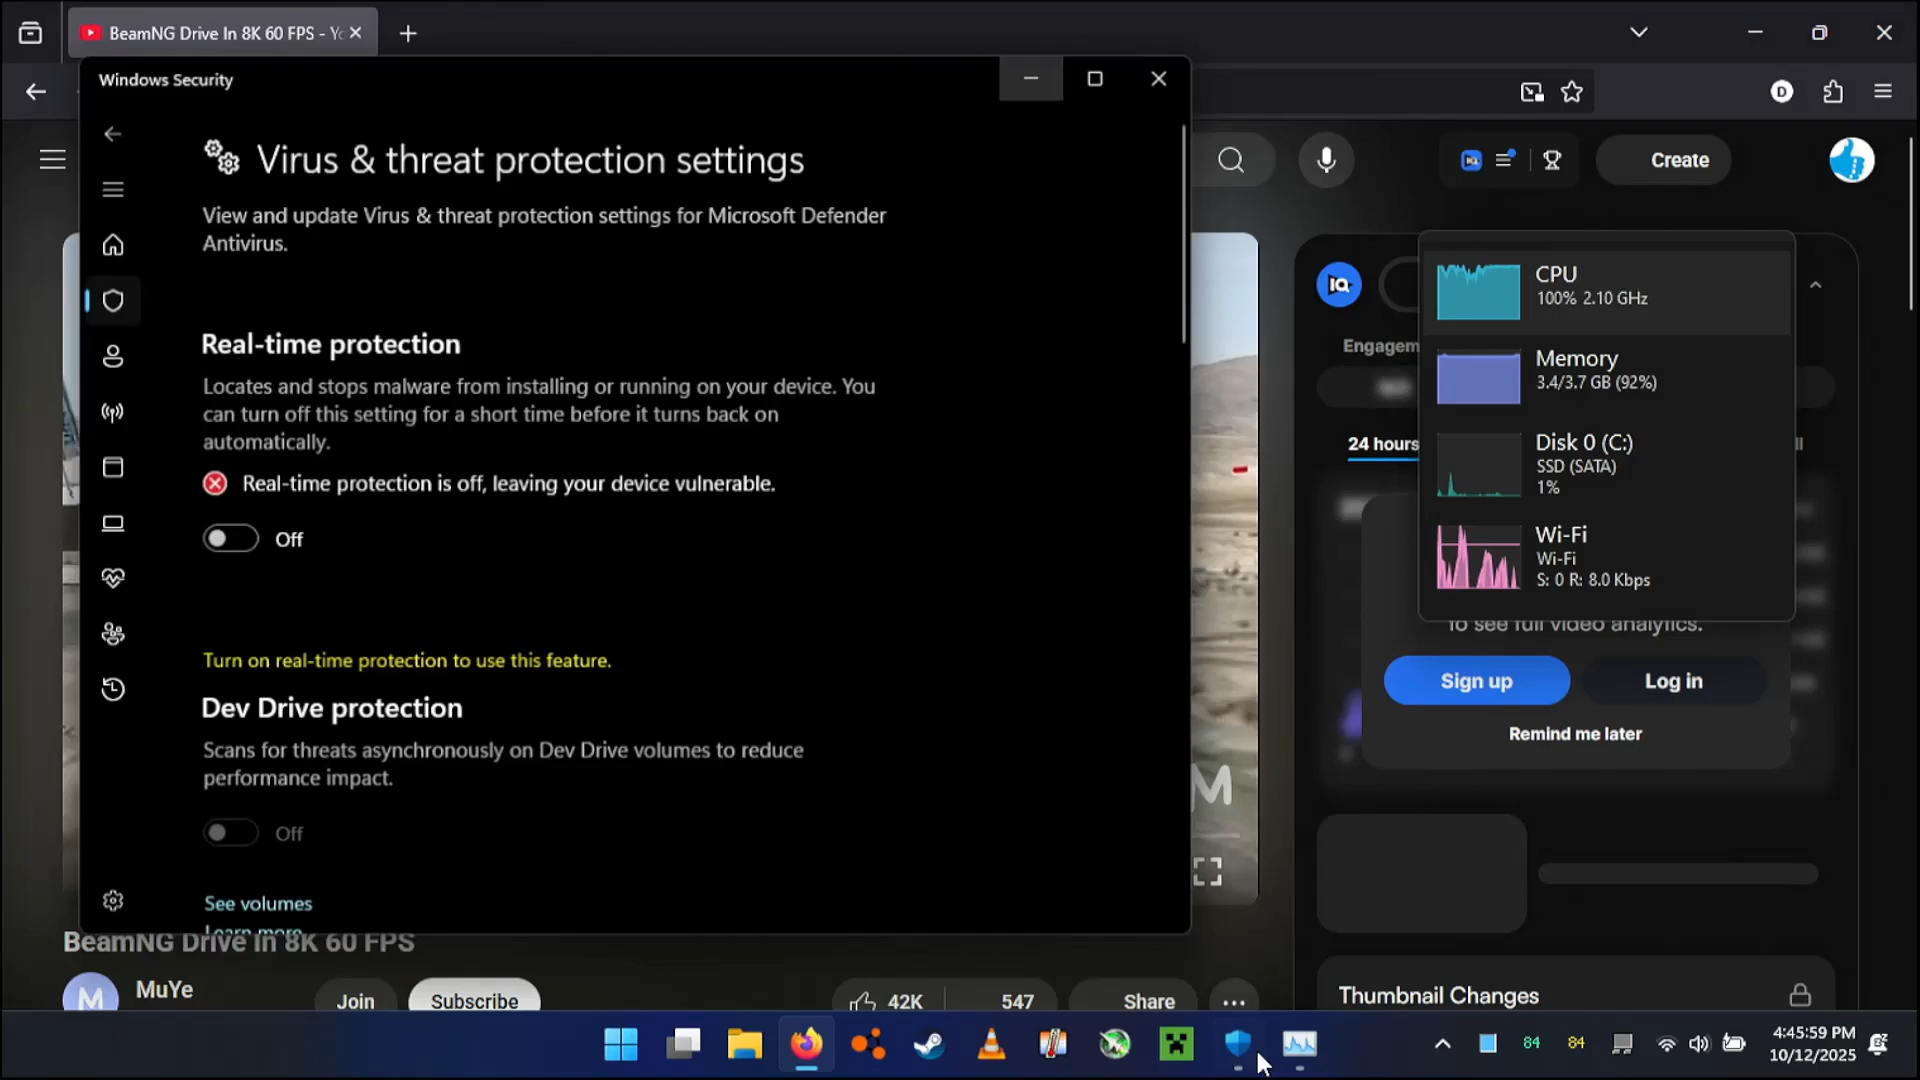 BeamNG Drive In 8K 60 FPS - Yo
Windows Security
D
Virus & threat protection settings
View and update Virus & threat protection settings for Microsoft Defender
Antivirus.
Real-time protection
Locates and stops malware from installing or running on your device. You
can turn off this setting for a short time before it turns back on
automatically.
Real-time protection is off, leaving your device vulnerable.
Off
Turn on real-time protection to use this feature.
Dev Drive protection
Scans for threats asynchronously on Dev Drive volumes to reduce
performance impact.
Off
See volumes
Learn more
Create
IQ
Engagem
24 hours
CPU
100% 2.10 GHz
Memory
3.4/3.7 GB (92%)
Disk 0 (C:)
SSD (SATA)
1%
Wi-Fi
Wi-Fi
S: 0 R: 8.0 Kbps
To see full video analytics.
Sign up
Log in
Remind me later
M
BeamNG Drive In 8K 60 FPS
M
MuYe
Join
Subscribe
42K
547
Share
Thumbnail Changes
84
84
4:45:59 PM
10/12/2025